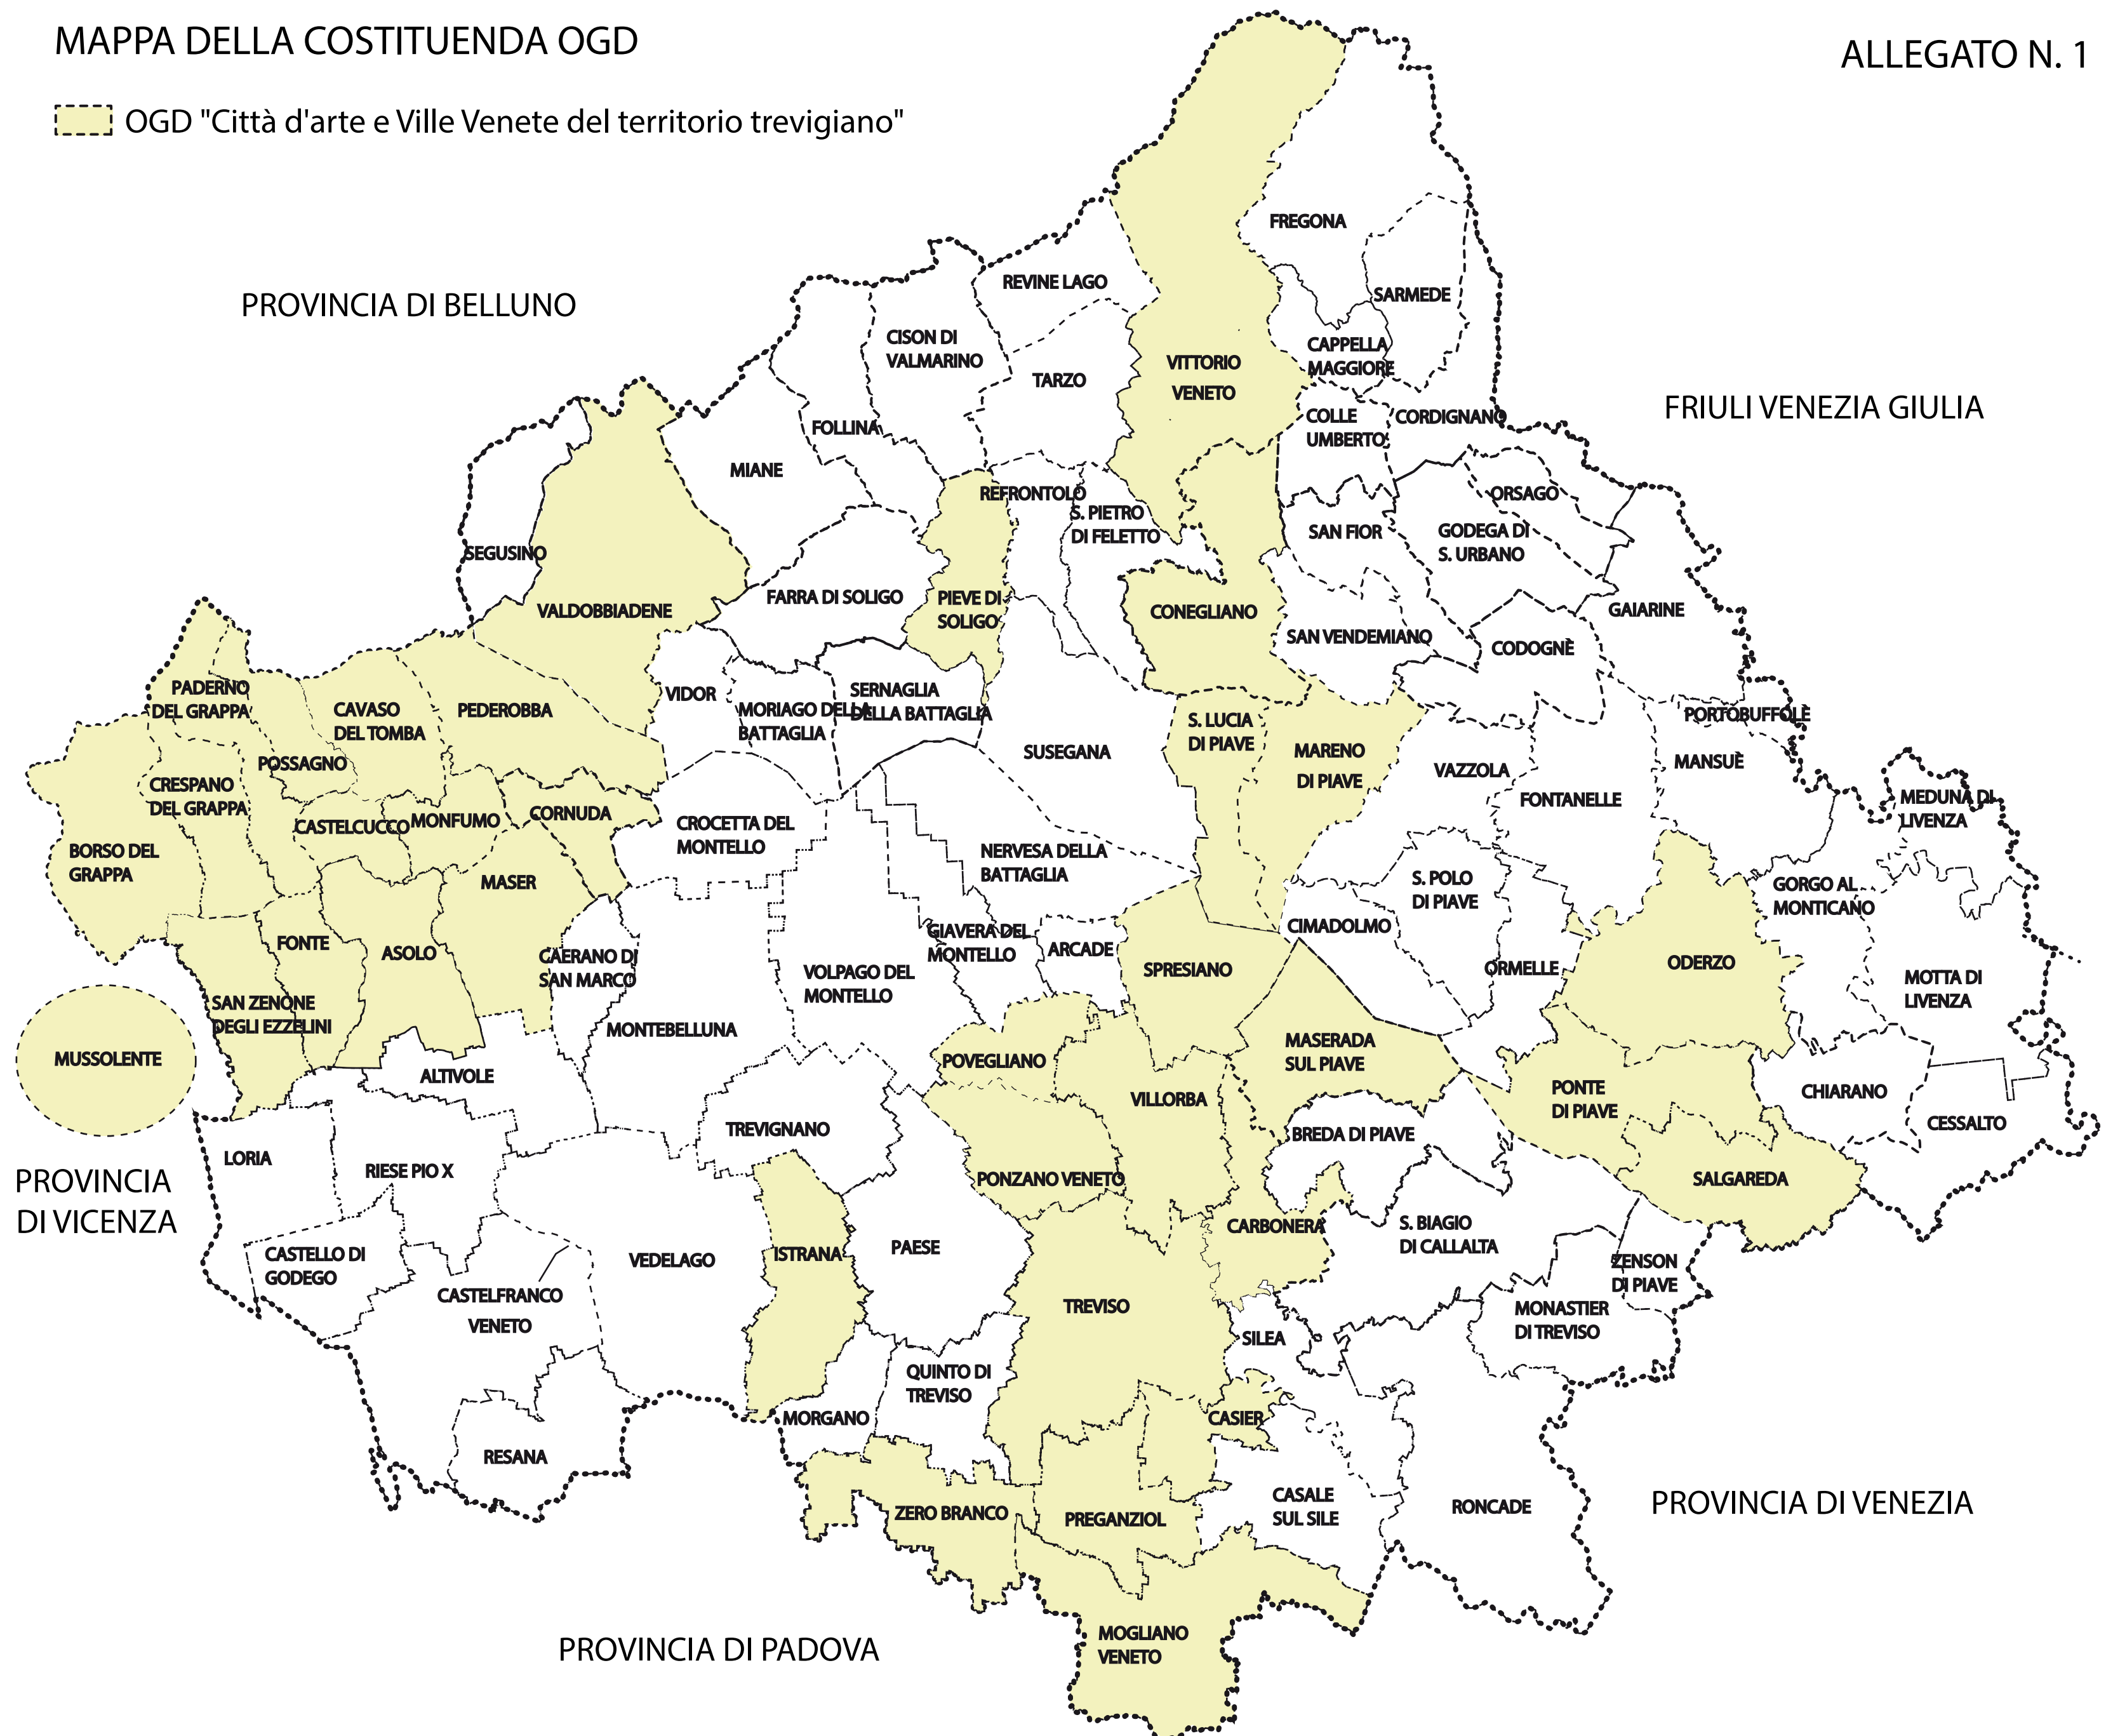 MAPPA DELLA COSTITUENDA OGD
ALLEGATO N. 1
OGD "Città d'arte e Ville Venete del territorio trevigiano"
PROVINCIA DI BELLUNO
FRIULI VENEZIA GIULIA
FREGONA
REVINE LAGO
SARMEDE
CISON DI
VALMARINO
TARZO
VITTORIO
VENETO
CAPPELLA
MAGGIORE
COLLE
UMBERTO
CORDIGNANO
FOLLINA
MIANE
REFRONTOLO
S. PIETRO
DI FELETTO
SAN FIOR
ORSAGO
GODEGA DI
S. URBANO
SEGUSINO
VALDOBBIADENE
FARRA DI SOLIGO
PIEVE DI
SOLIGO
CONEGLIANO
SAN VENDEMIANO
CODOGNÈ
GAIARINE
PADERNO
DEL GRAPPA
CAVASO
DEL TOMBA
PEDEROBBA
VIDOR
MORIAGO DELLA
BATTAGLIA
SERNAGLIA
DELLA BATTAGLIA
SUSEGANA
S. LUCIA
DI PIAVE
MARENO
DI PIAVE
VAZZOLA
FONTANELLE
PORTOBUFFOLÈ
MANSUÈ
MEDUNA DI
LIVENZA
POSSAGNO
CRESPANO
DEL GRAPPA
CASTELCUCCO
MONFUMO
CORNUDA
CROCETTA DEL
MONTELLO
NERVESA DELLA
BATTAGLIA
BORSO DEL
GRAPPA
MASER
S. POLO
DI PIAVE
GORGO AL
MONTICANO
FONTE
ASOLO
CAERANO DI
SAN MARCO
VOLPAGO DEL
MONTELLO
GIAVERA DEL
MONTELLO
ARCADE
SPRESIANO
CIMADOLMO
ORMELLE
ODERZO
MOTTA DI
LIVENZA
SAN ZENONE
DEGLI EZZELINI
MONTEBELLUNA
MUSSOLENTE
ALTIVOLE
POVEGLIANO
VILLORBA
MASERADA
SUL PIAVE
PONTE
DI PIAVE
CHIARANO
CESSALTO
TREVIGNANO
BREDA DI PIAVE
LORIA
RIESE PIO X
PONZANO VENETO
SALGAREDA
PROVINCIA
DI VICENZA
CASTELLO DI
GODEGO
CASTELFRANCO
VENETO
VEDELAGO
ISTRANA
PAESE
CARBONERA
S. BIAGIO
DI CALLALTA
ZENSON
DI PIAVE
TREVISO
MONASTIER
DI TREVISO
SILEA
QUINTO DI
TREVISO
MORGANO
CASIER
RESANA
ZERO BRANCO
PREGANZIOL
CASALE
SUL SILE
RONCADE
PROVINCIA DI VENEZIA
PROVINCIA DI PADOVA
MOGLIANO
VENETO